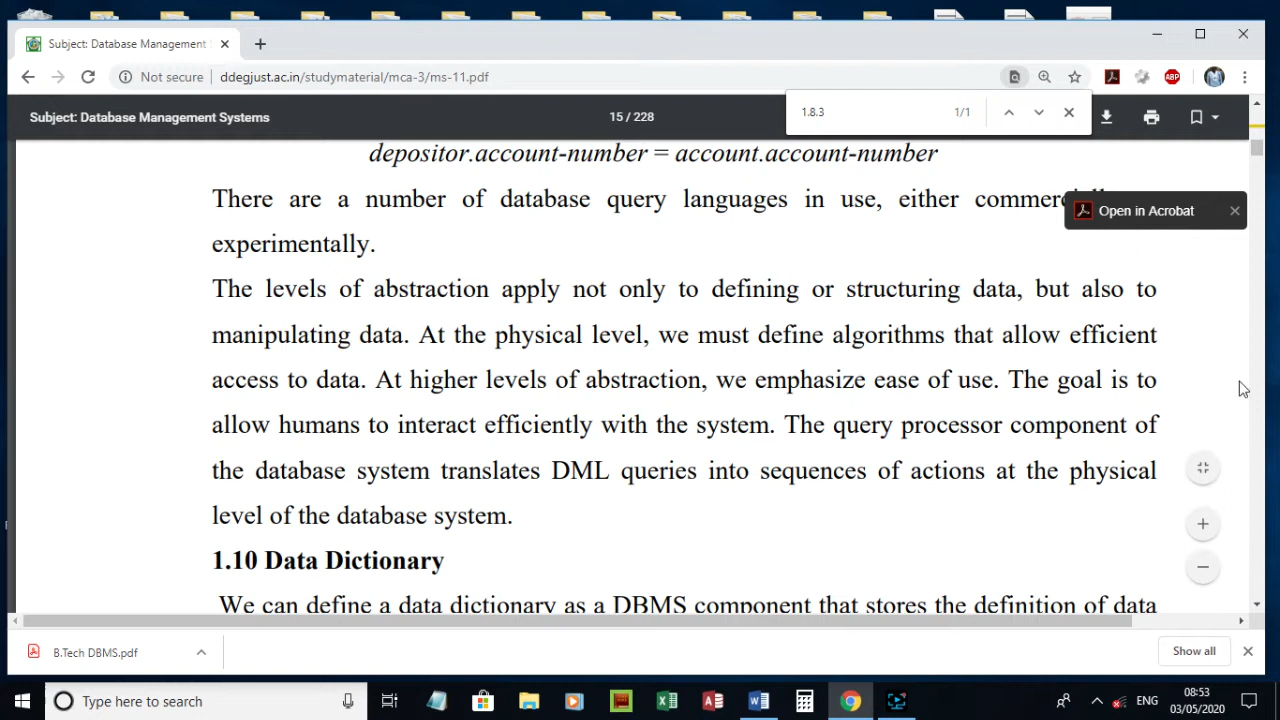 Subject: Database Management
Not secure
ddegjust.ac.in/studymaterial/mca-3/ms-11.pdf
ABP
Subject: Database Management Systems
15 / 228
1.8.3
1/1
depositor.account-number = account.account-number
There are a number of database query languages in use, either
experimentally.
Open in Acrobat
The levels of abstraction apply not only to defining or structuring data, but also to
manipulating data. At the physical level, we must define algorithms that allow efficient
access to data. At higher levels of abstraction, we emphasize ease of use. The goal is to
allow humans to interact efficiently with the system. The query processor component of
the database system translates DML queries into sequences of actions at the physical
level of the database system.
1.10 Data Dictionary
We can define a data dictionary as a DBMS component that stores the definition of data
B.Tech DBMS.pdf
Show all
Type here to search
ENG
08:53
03/05/2020